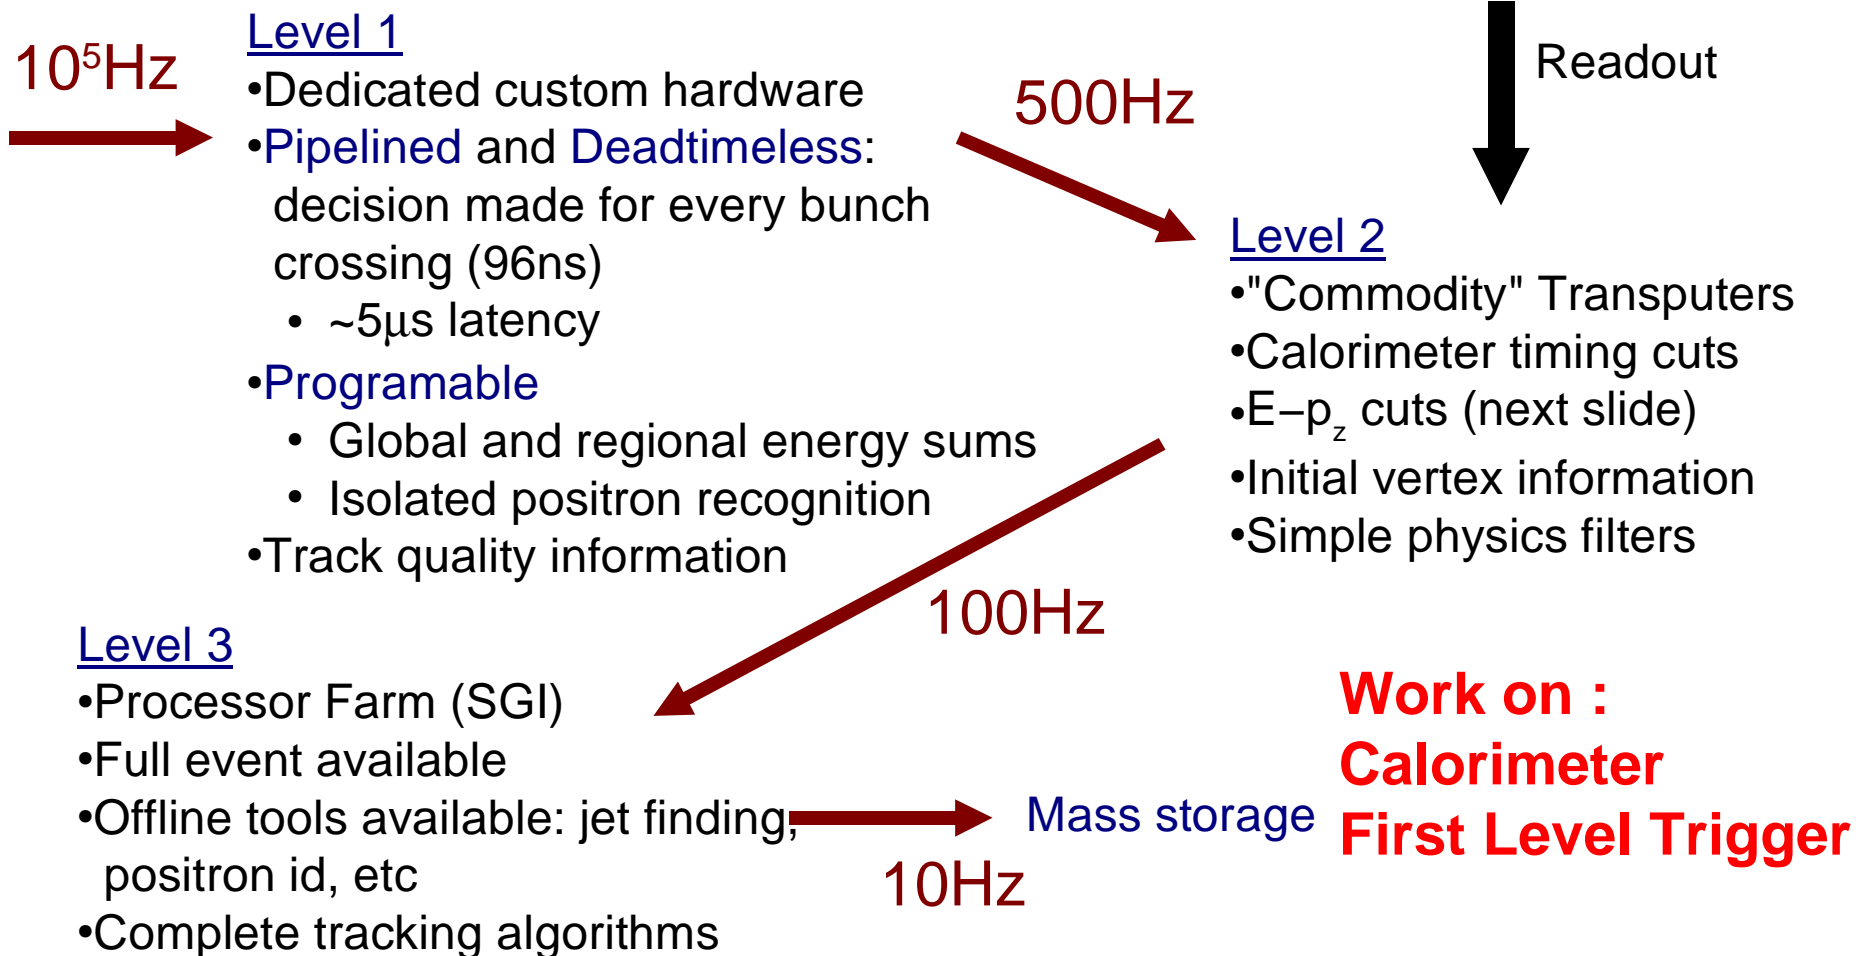 10⁵Hz
Level 1
•Dedicated custom hardware
•Pipelined and Deadtimeless:
decision made for every bunch
crossing (96ns)
• ~5μs latency
•Programable
• Global and regional energy sums
• Isolated positron recognition
•Track quality information
500Hz
Readout
Level 2
•"Commodity" Transputers
•Calorimeter timing cuts
•E−p_z cuts (next slide)
•Initial vertex information
•Simple physics filters
100Hz
Level 3
•Processor Farm (SGI)
•Full event available
•Offline tools available: jet finding,
positron id, etc
•Complete tracking algorithms
10Hz
Mass storage
Work on :
Calorimeter
First Level Trigger